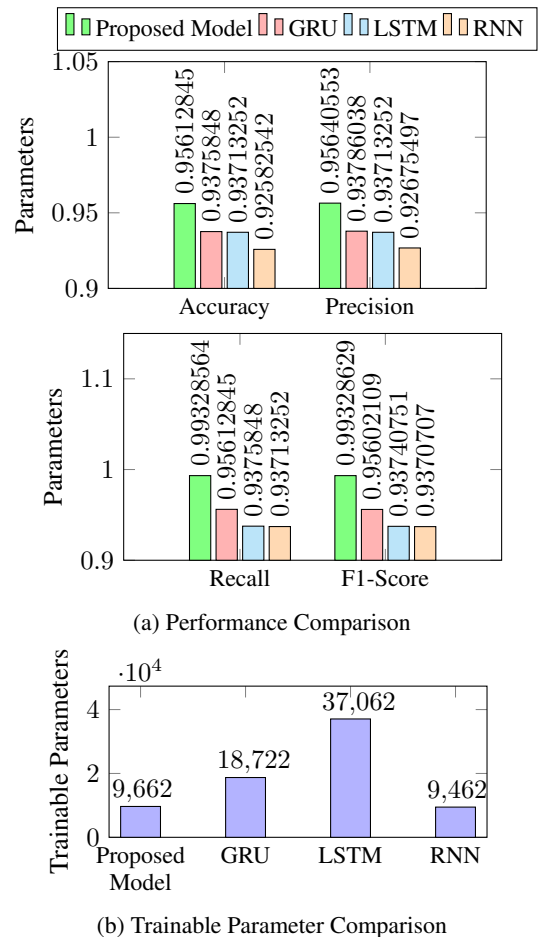 Proposed Model GRU LSTM RNN
1.05
1
0.95
0.9
Parameters
0.95612845
0.9375848
0.93713252
0.92582542
0.95640553
0.93786038
0.93713252
0.92675497
Accuracy Precision
1.1
1
0.9
Parameters
0.99328564
0.95612845
0.9375848
0.93713252
0.99328629
0.95602109
0.93740751
0.9370707
Recall F1-Score
(a) Performance Comparison
·10⁴
4
2
0
Trainable Parameters
9,662
18,722
37,062
9,462
Proposed
Model
GRU
LSTM
RNN
(b) Trainable Parameter Comparison